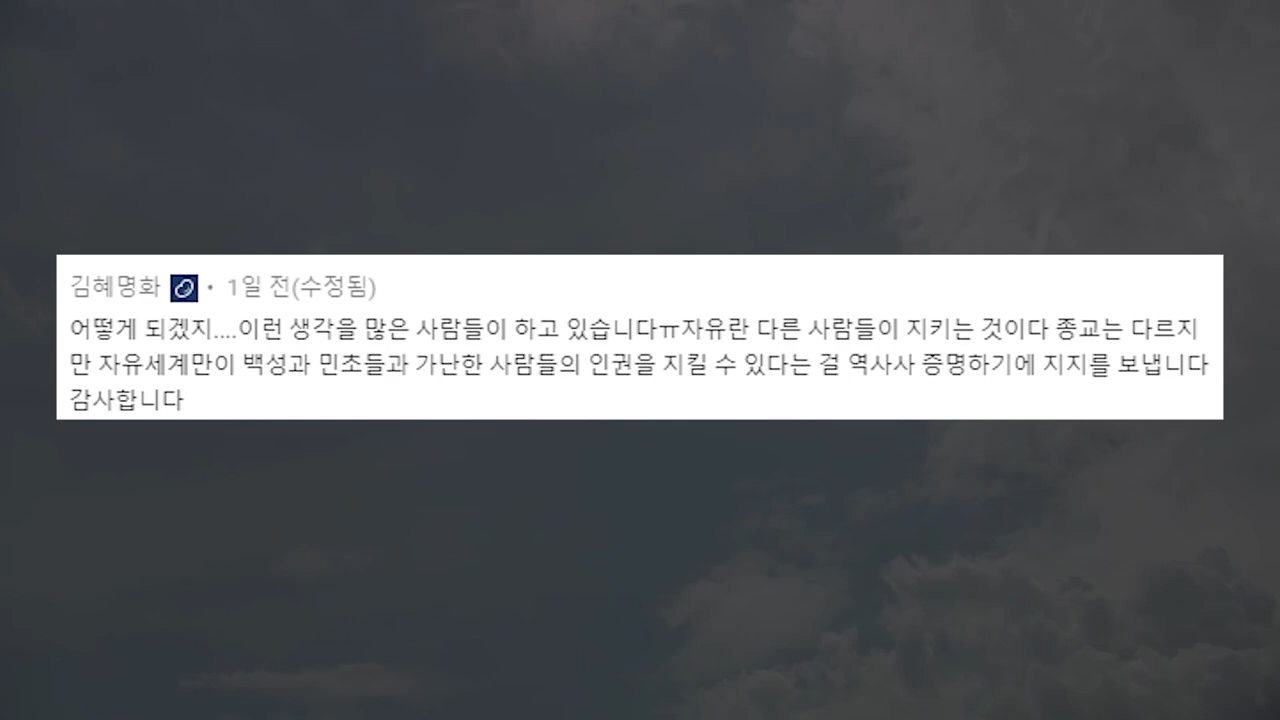 김혜명화 • 1일 전(수정됨)
어떻게 되겠지....이런 생각을 많은 사람들이 하고 있습니다ㅠ자유란 다른 사람들이 지키는 것이다 종교는 다르지
만 자유세계만이 백성과 민초들과 가난한 사람들의 인권을 지킬 수 있다는 걸 역사사 증명하기에 지지를 보냅니다
감사합니다